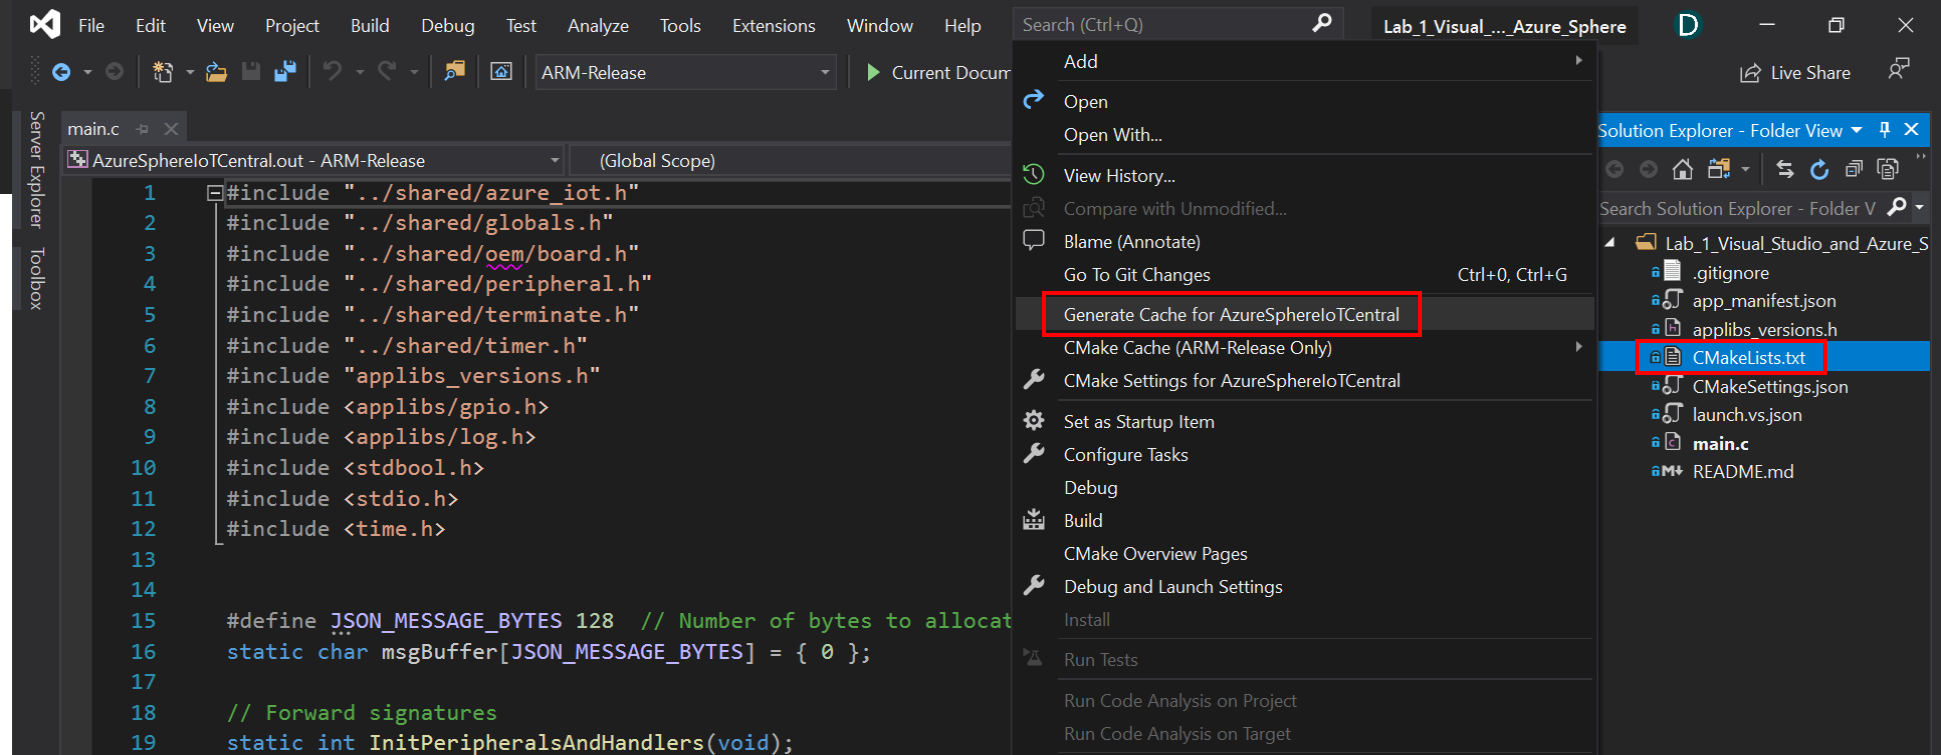 File Edit View Project Build Debug Test Analyze Tools Extensions Window Help Search (Ctrl+Q) Lab_1_Visual_..._Azure_Sphere D
ARM-Release Current Docum Live Share
Server Explorer
Toolbox
main.c
AzureSphereIoTCentral.out - ARM-Release (Global Scope)
1 #include "../shared/azure_iot.h"
2 #include "../shared/globals.h"
3 #include "../shared/oem/board.h"
4 #include "../shared/peripheral.h"
5 #include "../shared/terminate.h"
6 #include "../shared/timer.h"
7 #include "applibs_versions.h"
8 #include <applibs/gpio.h>
9 #include <applibs/log.h>
10 #include <stdbool.h>
11 #include <stdio.h>
12 #include <time.h>
13
14
15 #define JSON_MESSAGE_BYTES 128 // Number of bytes to allocat
16 static char msgBuffer[JSON_MESSAGE_BYTES] = { 0 };
17
18 // Forward signatures
19 static int InitPeripheralsAndHandlers(void);
Add
Open
Open With...
View History...
Compare with Unmodified...
Blame (Annotate)
Go To Git Changes Ctrl+0, Ctrl+G
Generate Cache for AzureSphereIoTCentral
CMake Cache (ARM-Release Only)
CMake Settings for AzureSphereIoTCentral
Set as Startup Item
Configure Tasks
Debug
Build
CMake Overview Pages
Debug and Launch Settings
Install
Run Tests
Run Code Analysis on Project
Run Code Analysis on Target
Solution Explorer - Folder View
Search Solution Explorer - Folder V
Lab_1_Visual_Studio_and_Azure_S
.gitignore
app_manifest.json
applibs_versions.h
CMakeLists.txt
CMakeSettings.json
launch.vs.json
main.c
README.md